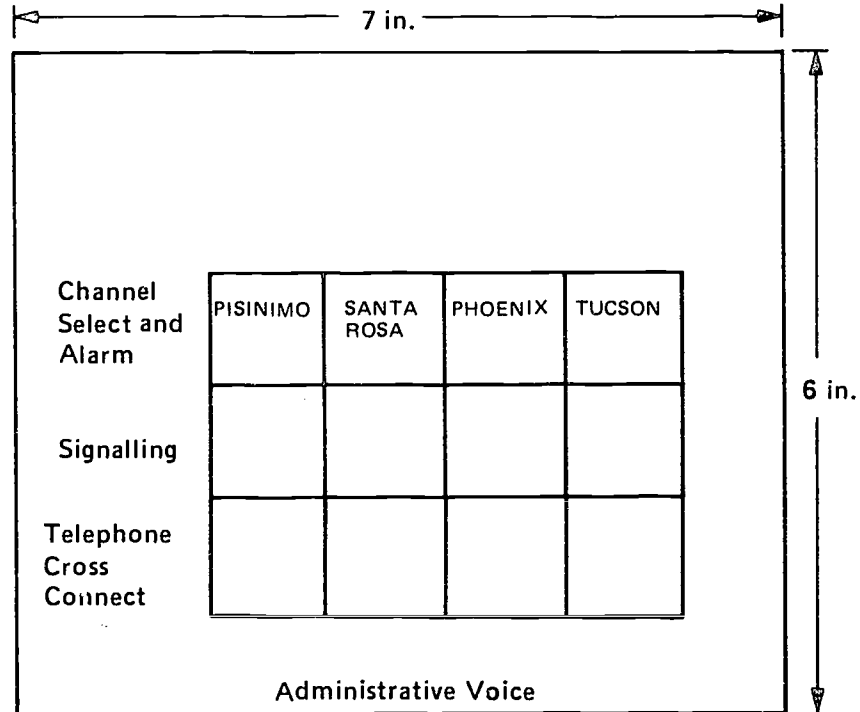 7 in.
Channel
Select and
Alarm
PISINIMO
SANTA
ROSA
PHOENIX
TUCSON
6 in.
Signalling
Telephone
Cross
Connect
Administrative Voice